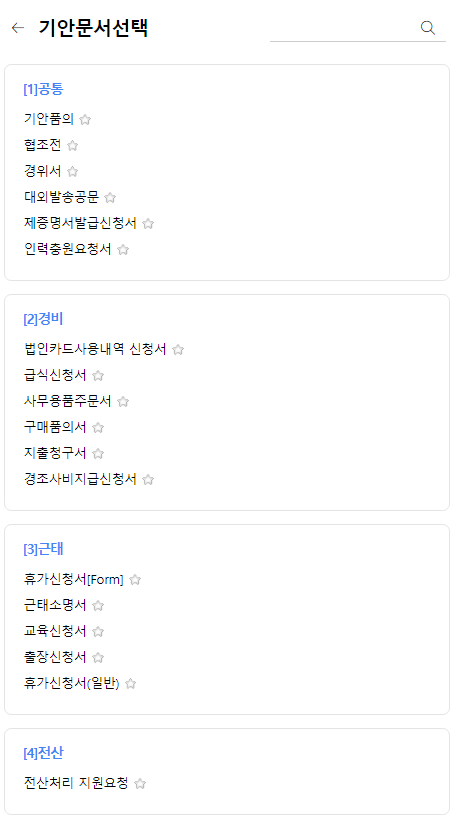 기안문서선택
[1]공통
기안품의
협조전
경위서
대외발송공문
제증명서발급신청서
인력충원요청서
[2]경비
법인카드사용내역 신청서
급식신청서
사무용품주문서
구매품의서
지출청구서
경조사비지급신청서
[3]근태
휴가신청서[Form]
근태소명서
교육신청서
출장신청서
휴가신청서(일반)
[4]전산
전산처리 지원요청